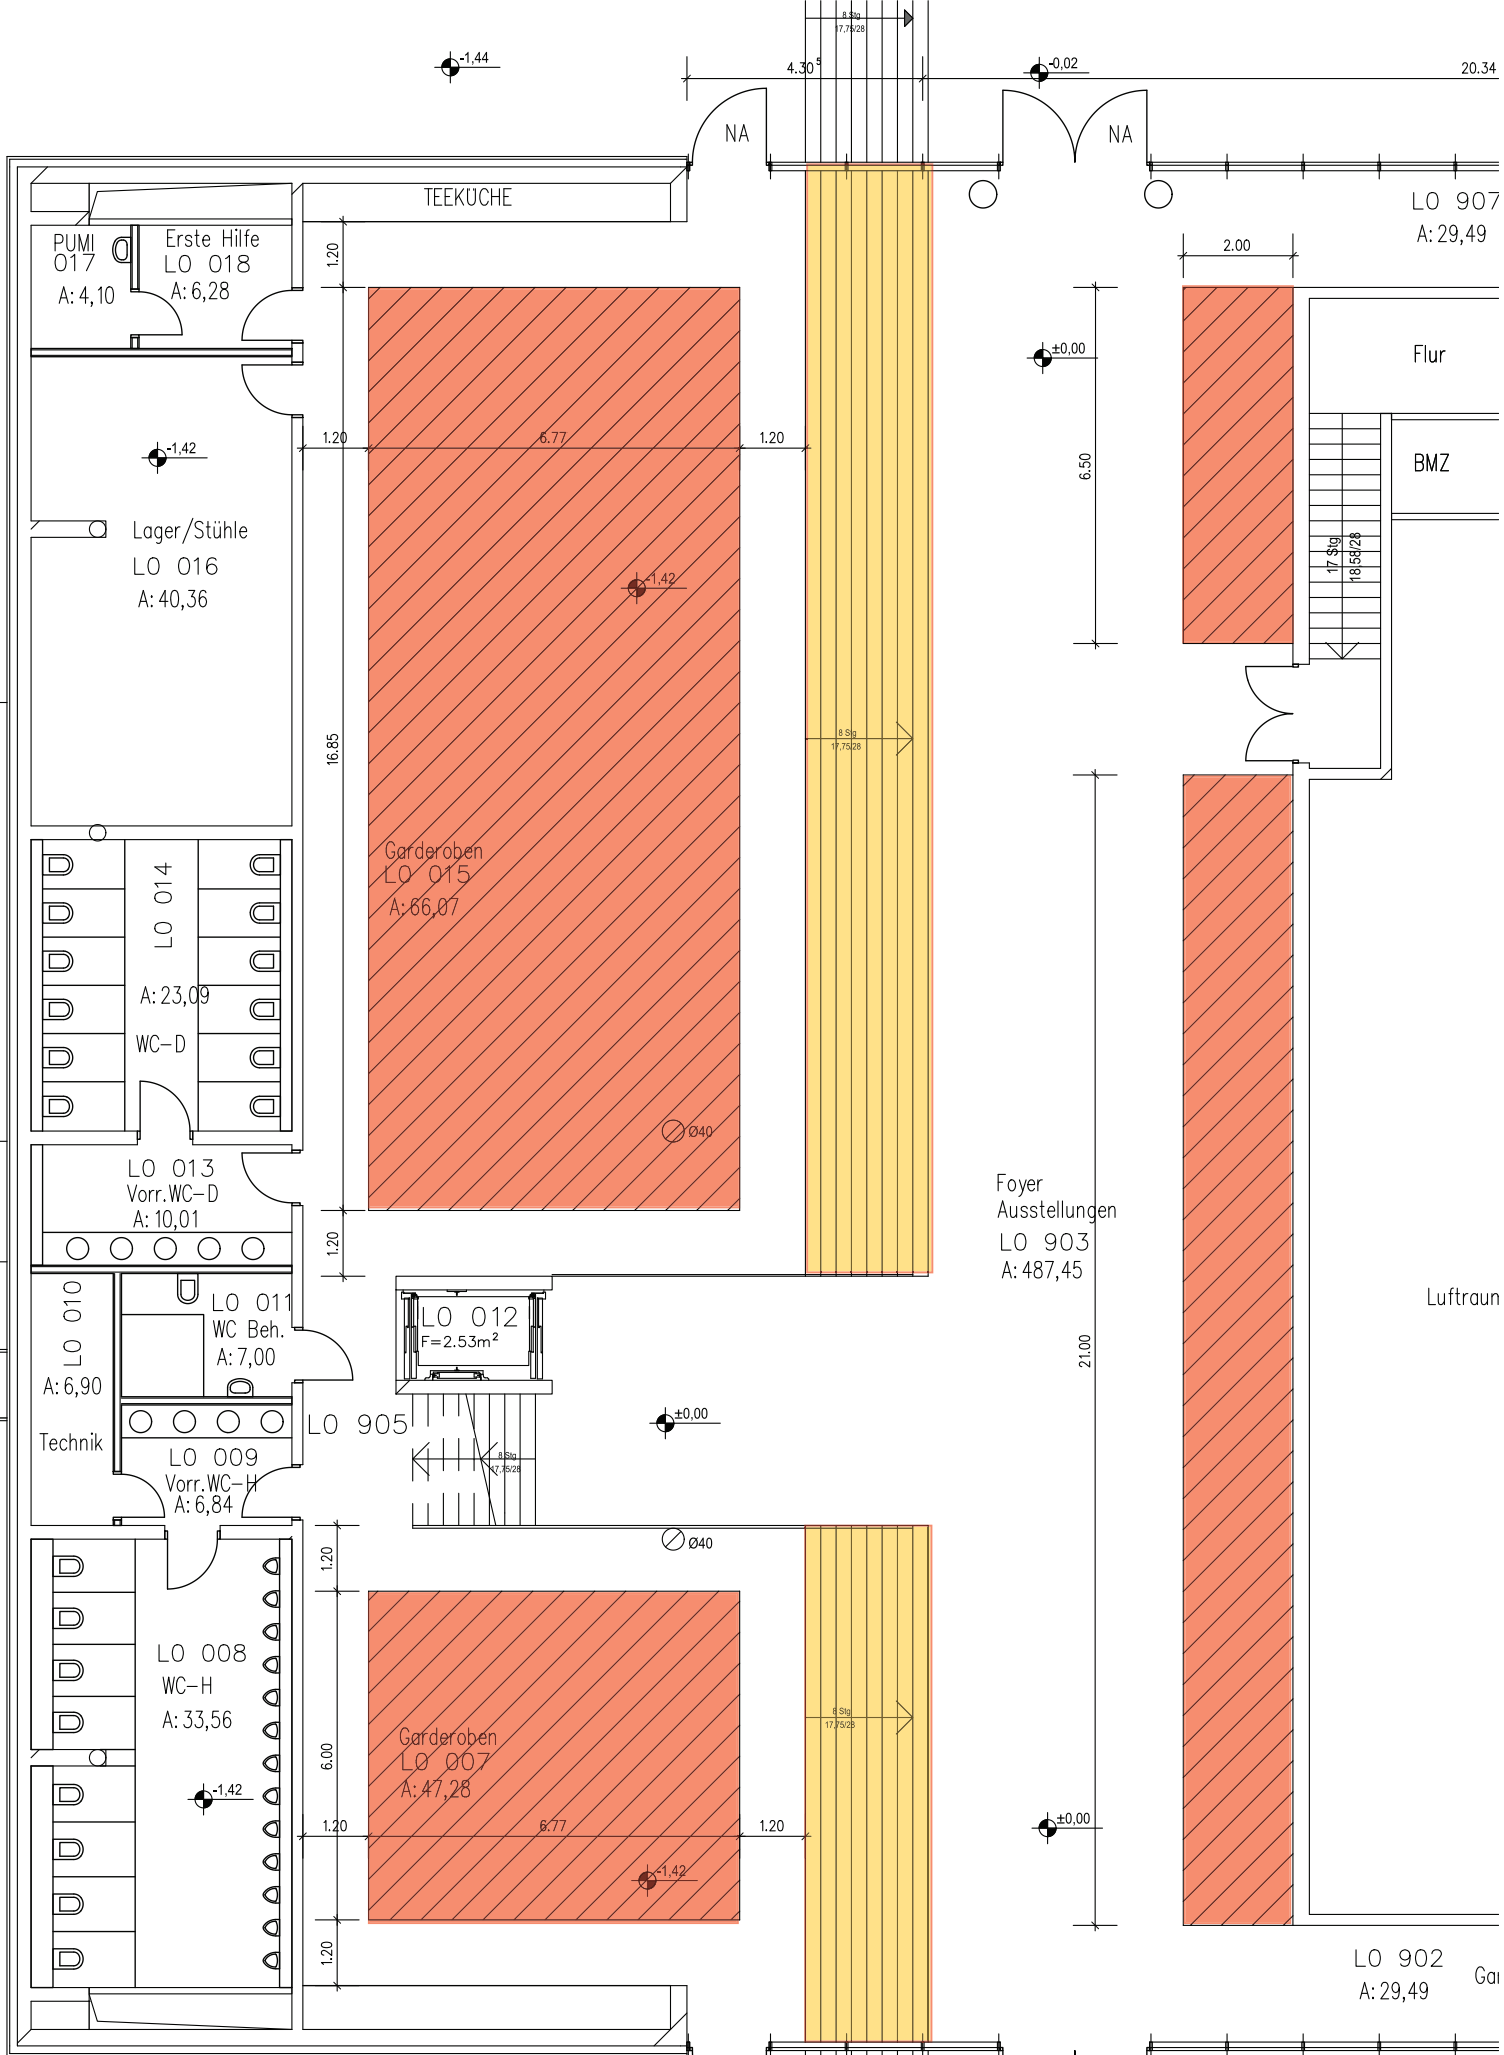 8 Stg
17,75/28
-1,44
4.30⁵
-0,02
20.34
NA
NA
TEEKÜCHE
LO 907
A: 29,49
PUMI
017
A: 4,10
Erste Hilfe
LO 018
A: 6,28
1.20
2.00
±0,00
Flur
-1,42
1.20
6.77
1.20
6.50
BMZ
Lager/Stühle
LO 016
A: 40,36
-1,42
17 Stg
18,58/28
16.85
8 Stg
17,75/28
Garderoben
LO 015
A: 66,07
LO 014
A: 23,09
WC-D
Ø40
LO 013
Vorr.WC-D
A: 10,01
1.20
Foyer
Ausstellungen
LO 903
A: 487,45
21.00
LO 010
A: 6,90
Technik
LO 011
WC Beh.
A: 7,00
LO 012
F=2.53m²
LO 905
±0,00
8 Stg
17,75/28
LO 009
Vorr.WC-H
A: 6,84
1.20
Ø40
LO 008
WC-H
A: 33,56
-1,42
6.00
Garderoben
LO 007
A: 47,28
8 Stg
17,75/28
1.20
6.77
1.20
-1,42
±0,00
1.20
LO 902
A: 29,49